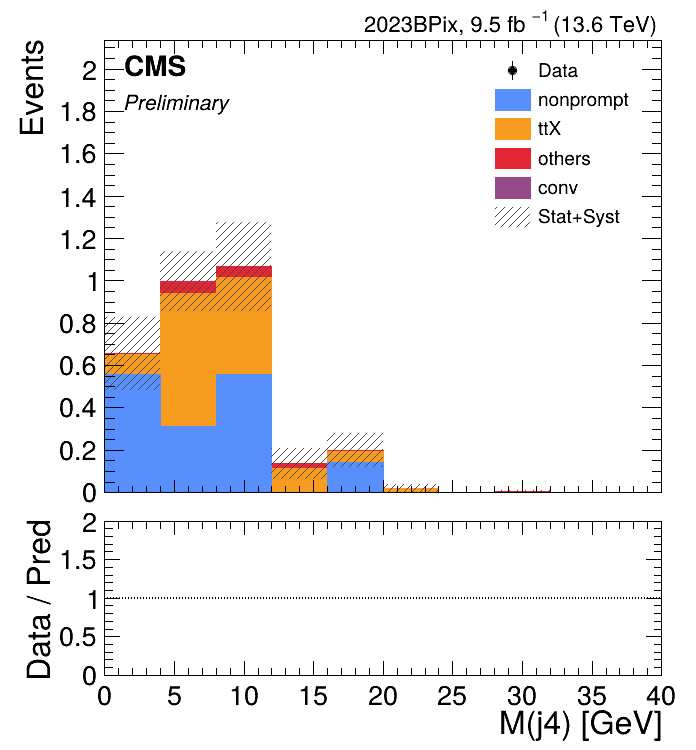 2023BPix, 9.5 fb⁻¹ (13.6 TeV)
Events
CMS
Preliminary
Data
nonprompt
ttX
others
conv
Stat+Syst
2
1.8
1.6
1.4
1.2
1
0.8
0.6
0.4
0.2
0
Data / Pred
2
1.5
1
0.5
0
0 5 10 15 20 25 30 35 40
M(j4) [GeV]